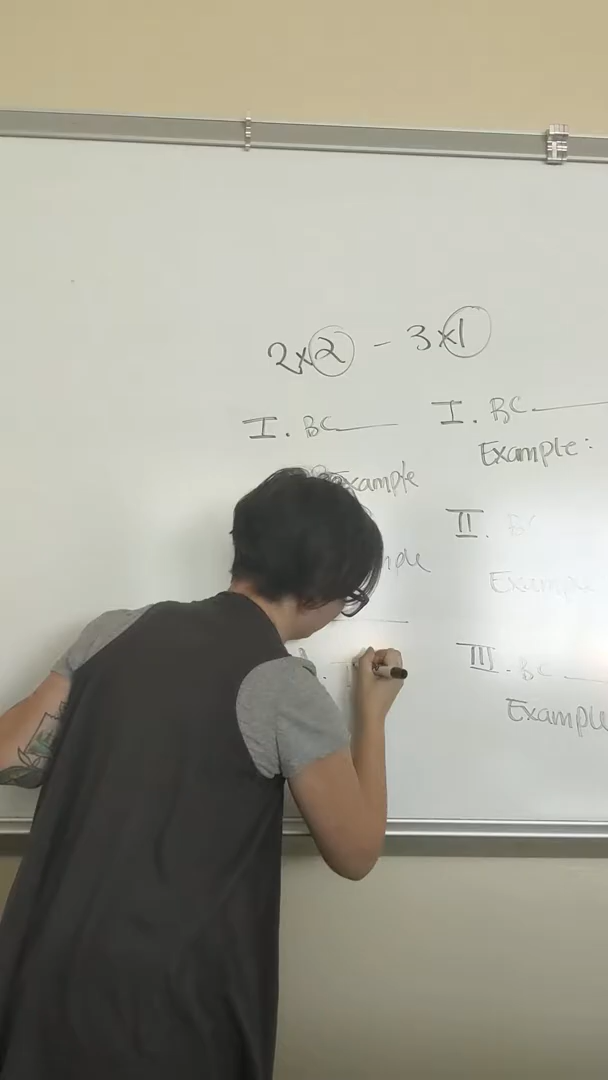 2x2 - 3x1
I. BC
Example
I. BC
Example:
II. BC
Example
III. BC
Example